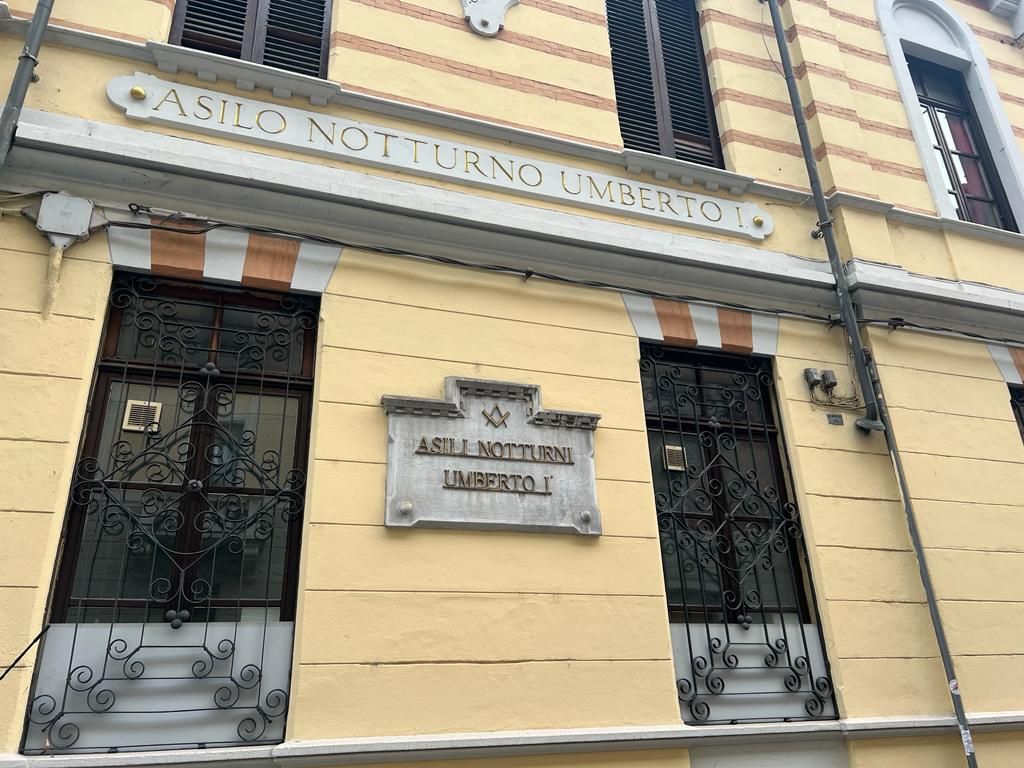 ASILO NOTTURNO UMBERTO I.
ASILI NOTTURNI
UMBERTO I°